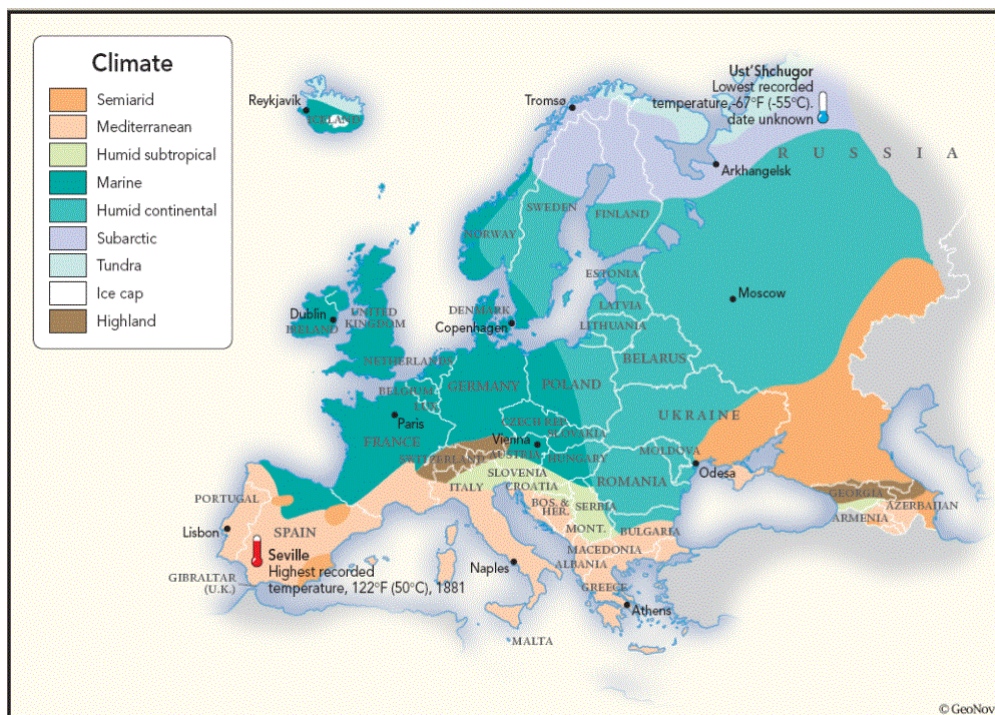 Climate
Semiarid
Mediterranean
Humid subtropical
Marine
Humid continental
Subarctic
Tundra
Ice cap
Highland
Ust'Shchugor
Lowest recorded
temperature,-67°F (-55°C).
date unknown
Reykjavik
ICELAND
Tromsø
RUSSIA
Arkhangelsk
SWEDEN
FINLAND
NORWAY
ESTONIA
Moscow
LATVIA
DENMARK
Dublin
UNITED
KINGDOM
IRELAND
Copenhagen
LITHUANIA
BELARUS
NETHERLANDS
GERMANY
POLAND
BELGIUM
LUX.
Paris
UKRAINE
CZECH REP.
FRANCE
Vienna
SLOVAKIA
MOLDOVA
SWITZERLAND
AUSTRIA
HUNGARY
Odesa
SLOVENIA
ROMANIA
ITALY
CROATIA
PORTUGAL
BOS. &
HER.
SERBIA
GEORGIA
AZERBAIJAN
ARMENIA
Lisbon
SPAIN
MONT.
BULGARIA
MACEDONIA
Seville
Highest recorded
temperature, 122°F (50°C), 1881
Naples
ALBANIA
GIBRALTAR
(U.K.)
GREECE
Athens
MALTA
© GeoNov